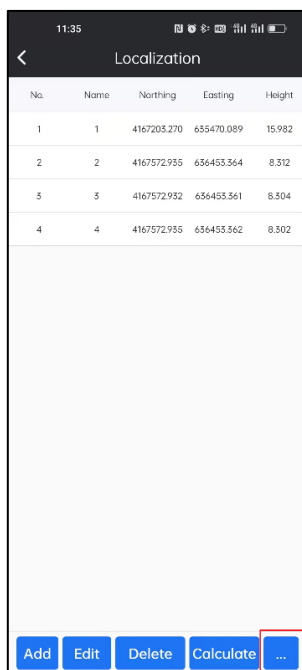 11:35
Localization
No. Name Northing Easting Height
1 1 4167203.270 635470.089 15.982
2 2 4167572.935 636453.364 8.312
3 3 4167572.932 636453.361 8.304
4 4 4167572.935 636453.362 8.302
Add Edit Delete Calculate ...